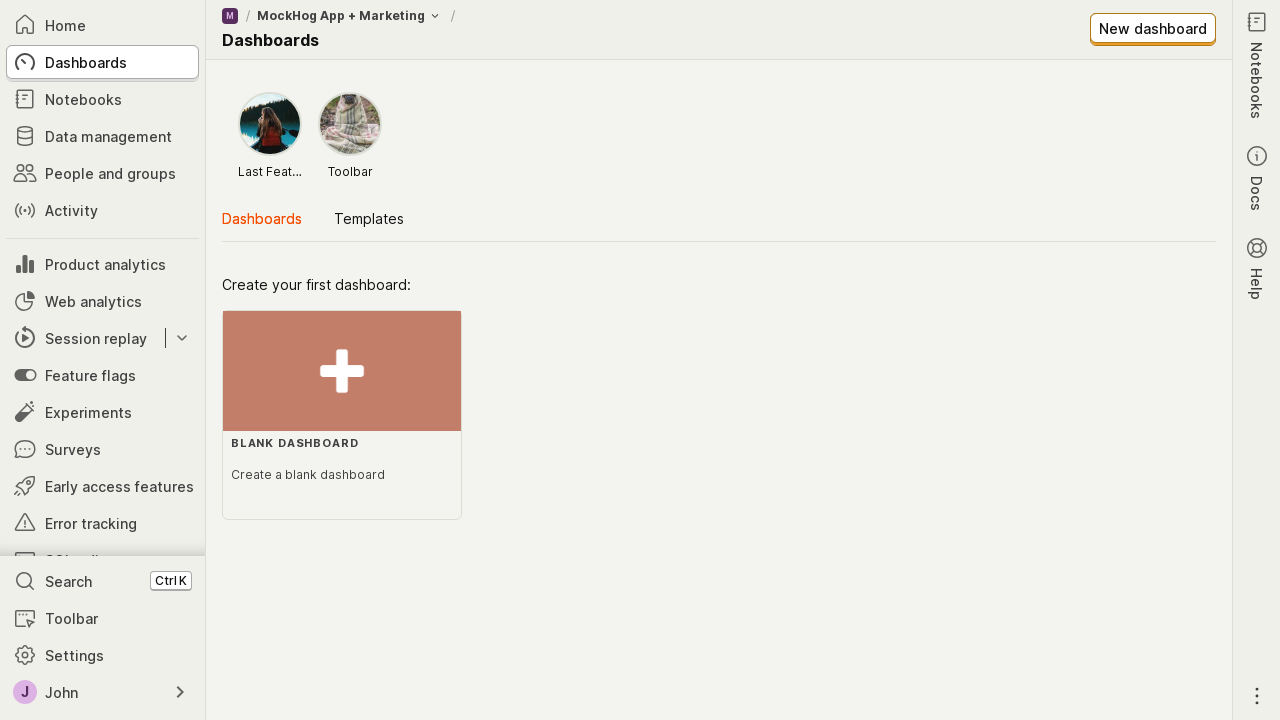 Home
Dashboards
Notebooks
Data management
People and groups
Activity
Product analytics
Web analytics
Session replay
Feature flags
Experiments
Surveys
Early access features
Error tracking
Search
Ctrl K
Toolbar
Settings
J
John
M / MockHog App + Marketing /
Dashboards
New dashboard
Last Feat...
Toolbar
Dashboards
Templates
Create your first dashboard:
BLANK DASHBOARD
Create a blank dashboard
Notebooks
Docs
Help